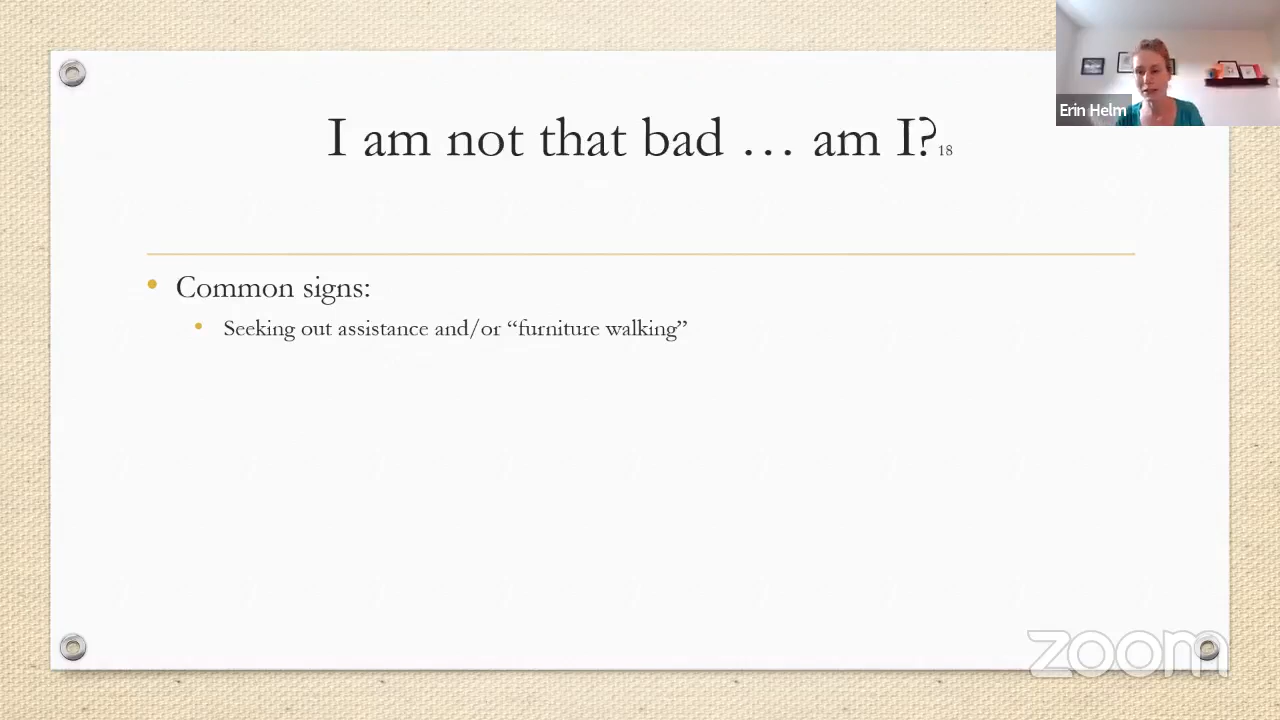 Erin Helm
I am not that bad … am I?18
• Common signs:
• Seeking out assistance and/or “furniture walking”
zoom